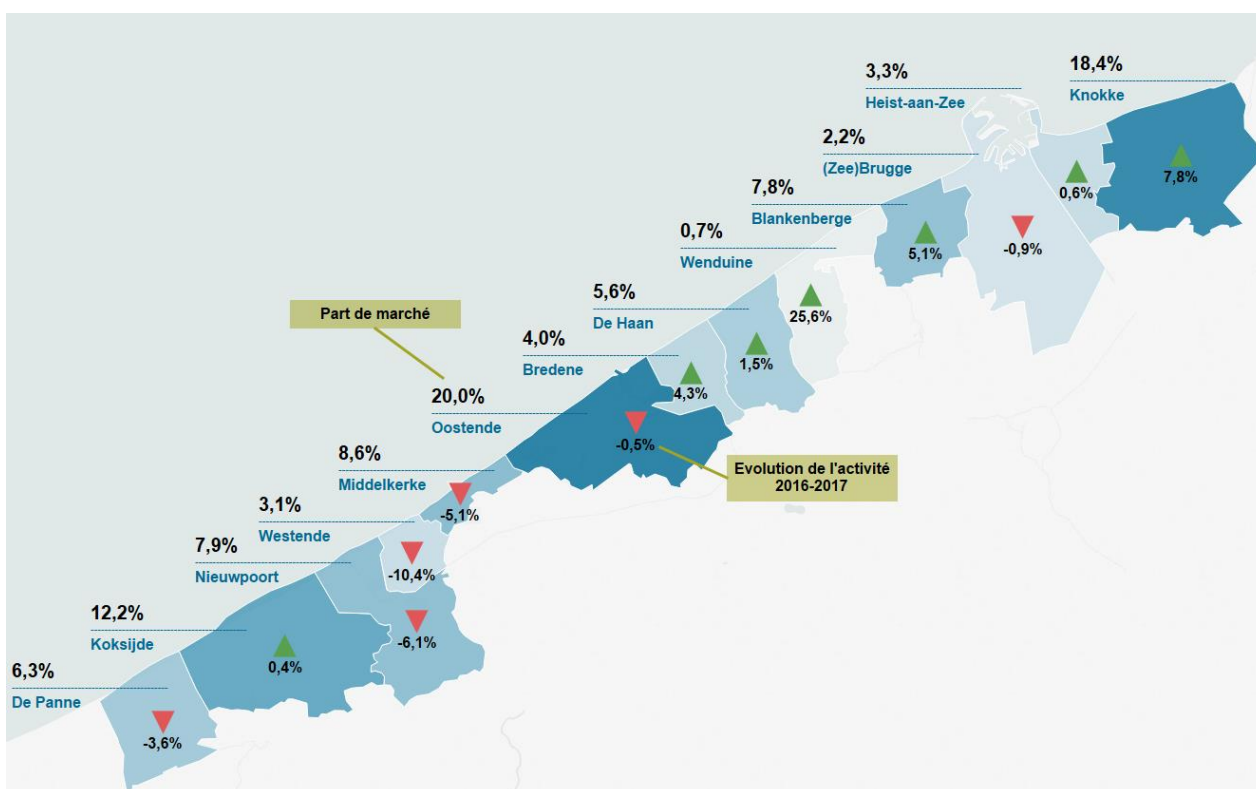 18,4%
Knokke
7,8%
3,3%
Heist-aan-Zee
0,6%
2,2%
(Zee)Brugge
-0,9%
7,8%
Blankenberge
5,1%
0,7%
Wenduine
25,6%
5,6%
De Haan
1,5%
4,0%
Bredene
4,3%
Part de marché
20,0%
Oostende
-0,5%
Evolution de l'activité
2016-2017
8,6%
Middelkerke
-5,1%
3,1%
Westende
-10,4%
7,9%
Nieuwpoort
-6,1%
12,2%
Koksijde
0,4%
6,3%
De Panne
-3,6%